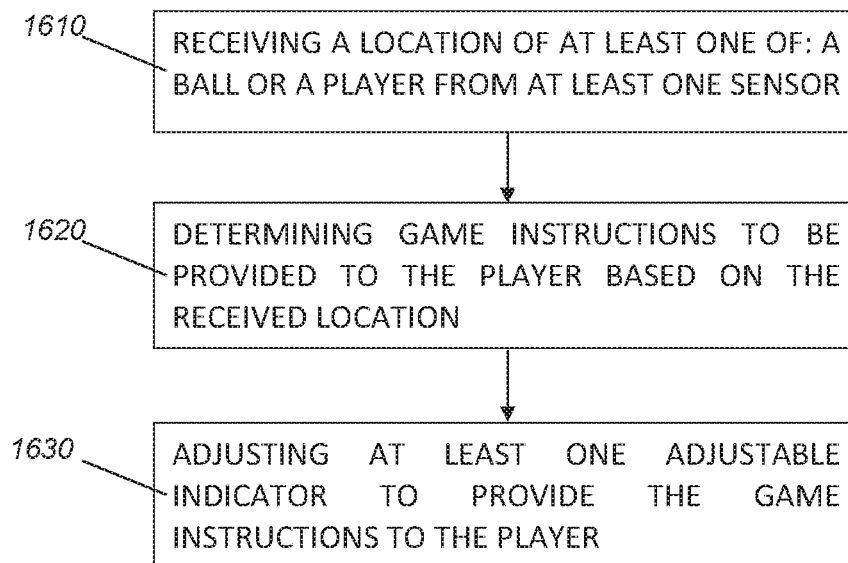 1610
RECEIVING A LOCATION OF AT LEAST ONE OF: A
BALL OR A PLAYER FROM AT LEAST ONE SENSOR
1620
DETERMINING GAME INSTRUCTIONS TO BE
PROVIDED TO THE PLAYER BASED ON THE
RECEIVED LOCATION
1630
ADJUSTING AT LEAST ONE ADJUSTABLE
INDICATOR TO PROVIDE THE GAME
INSTRUCTIONS TO THE PLAYER